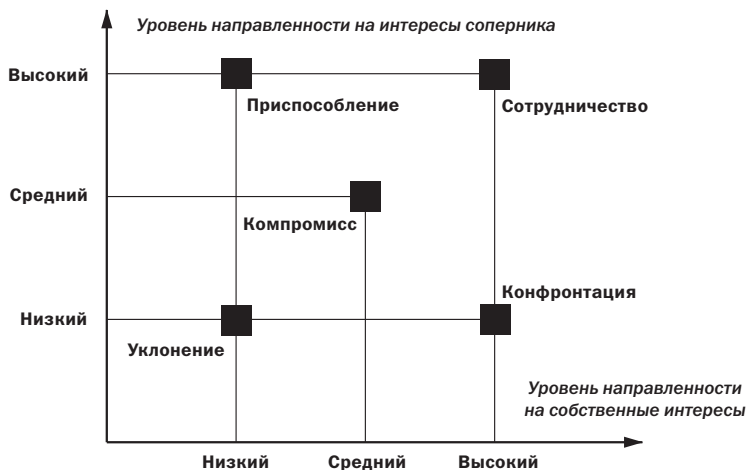 Уровень направленности на интересы соперника
Высокий
Приспособление
Сотрудничество
Средний
Компромисс
Конфронтация
Низкий
Уклонение
Уровень направленности
на собственные интересы
Низкий
Средний
Высокий